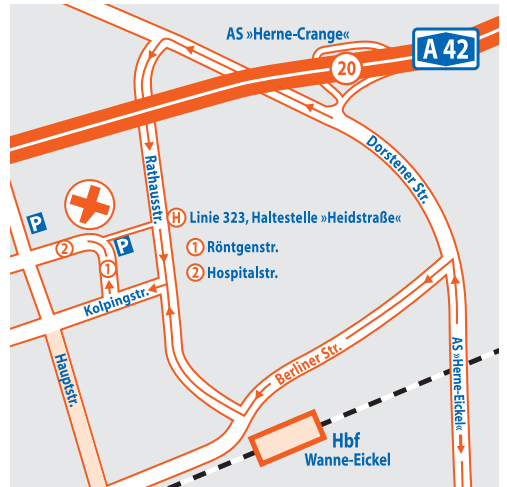 AS »Herne-Crange«
A 42
20
Dorstener Str.
Rathausstr.
P
H Linie 323, Haltestelle »Heidstraße«
2
P
1 Röntgenstr.
1
2 Hospitalstr.
Kolpingstr.
Hauptstr.
Berliner Str.
AS »Herne-Eickel«
Hbf
Wanne-Eickel